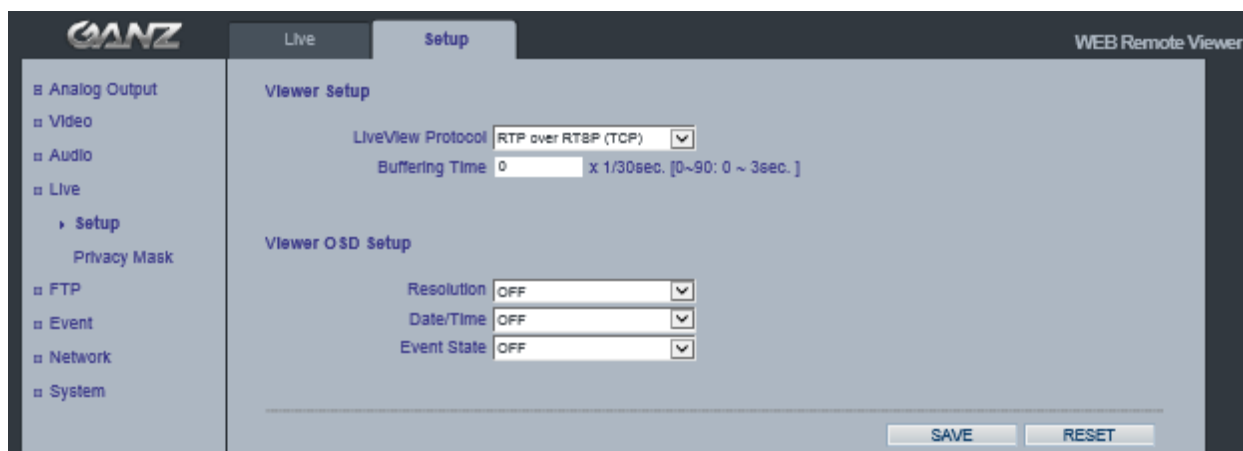 GANZ
Live
Setup
WEB Remote Viewer
Analog Output
Video
Audio
Live
Setup
Privacy Mask
FTP
Event
Network
System
Viewer Setup
LiveView Protocol RTP over RTSP (TCP)
Buffering Time 0 x 1/30sec. [0~90: 0 ~ 3sec. ]
Viewer OSD Setup
Resolution OFF
Date/Time OFF
Event State OFF
SAVE RESET